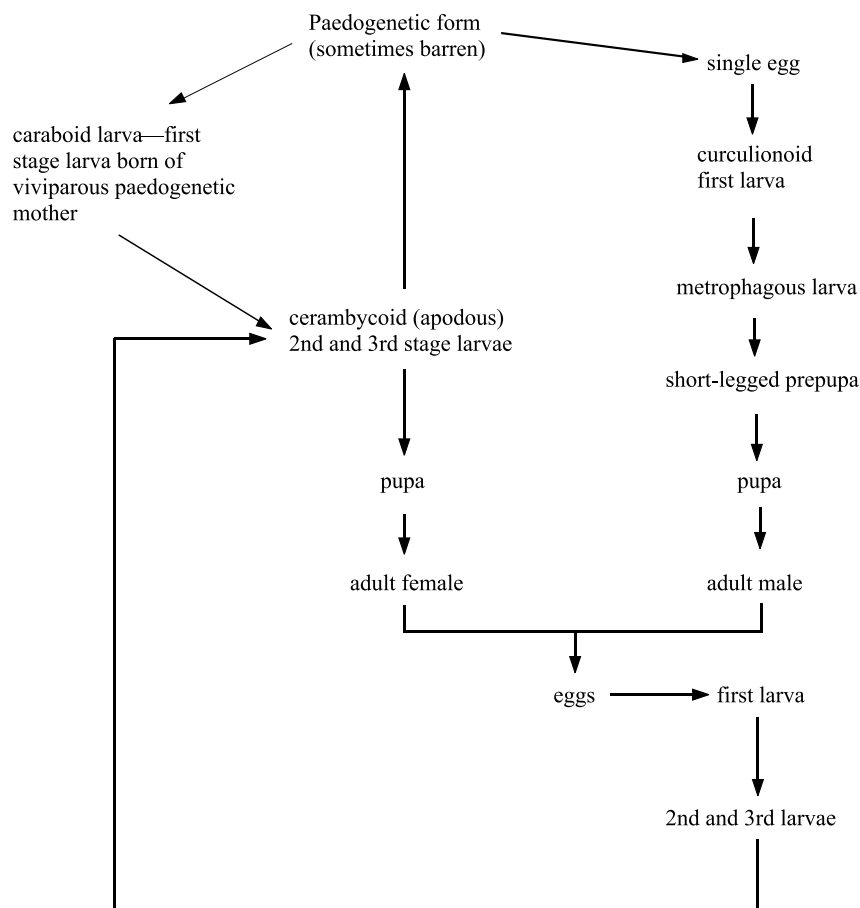 Paedogenetic form
(sometimes barren)
single egg
caraboid larva—first
stage larva born of
viviparous paedogenetic
mother
curculionoid
first larva
metrophagous larva
cerambycoid (apodous)
2nd and 3rd stage larvae
short-legged prepupa
pupa
pupa
adult female
adult male
eggs
first larva
2nd and 3rd larvae